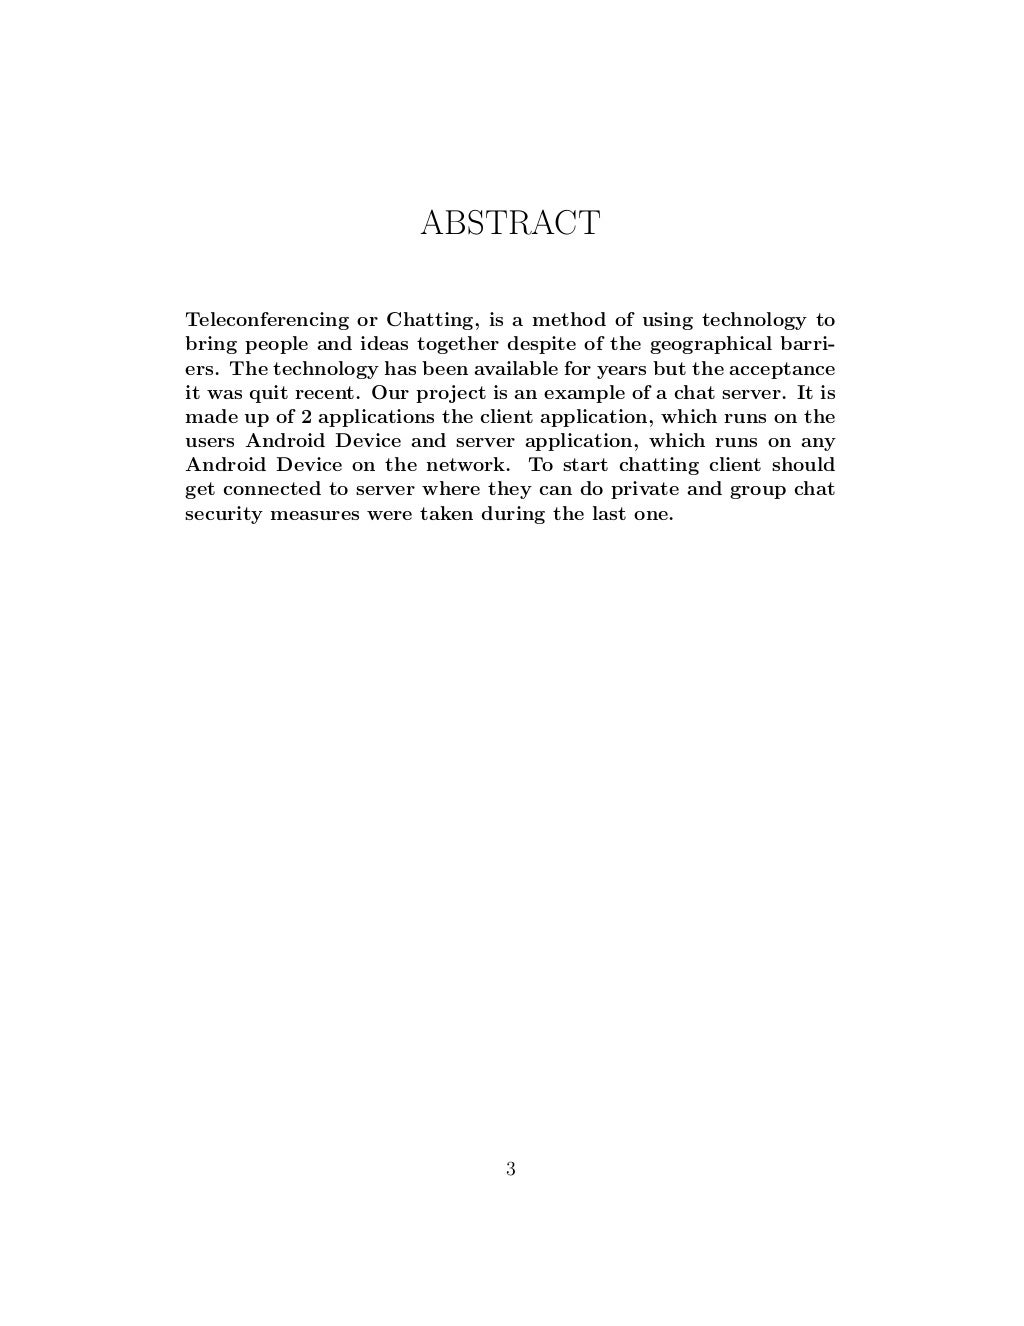 ABSTRACT
Teleconferencing or Chatting, is a method of using technology to
bring people and ideas together despite of the geographical barri-
ers. The technology has been available for years but the acceptance
it was quit recent. Our project is an example of a chat server. It is
made up of 2 applications the client application, which runs on the
users Android Device and server application, which runs on any
Android Device on the network. To start chatting client should
get connected to server where they can do private and group chat
security measures were taken during the last one.
3